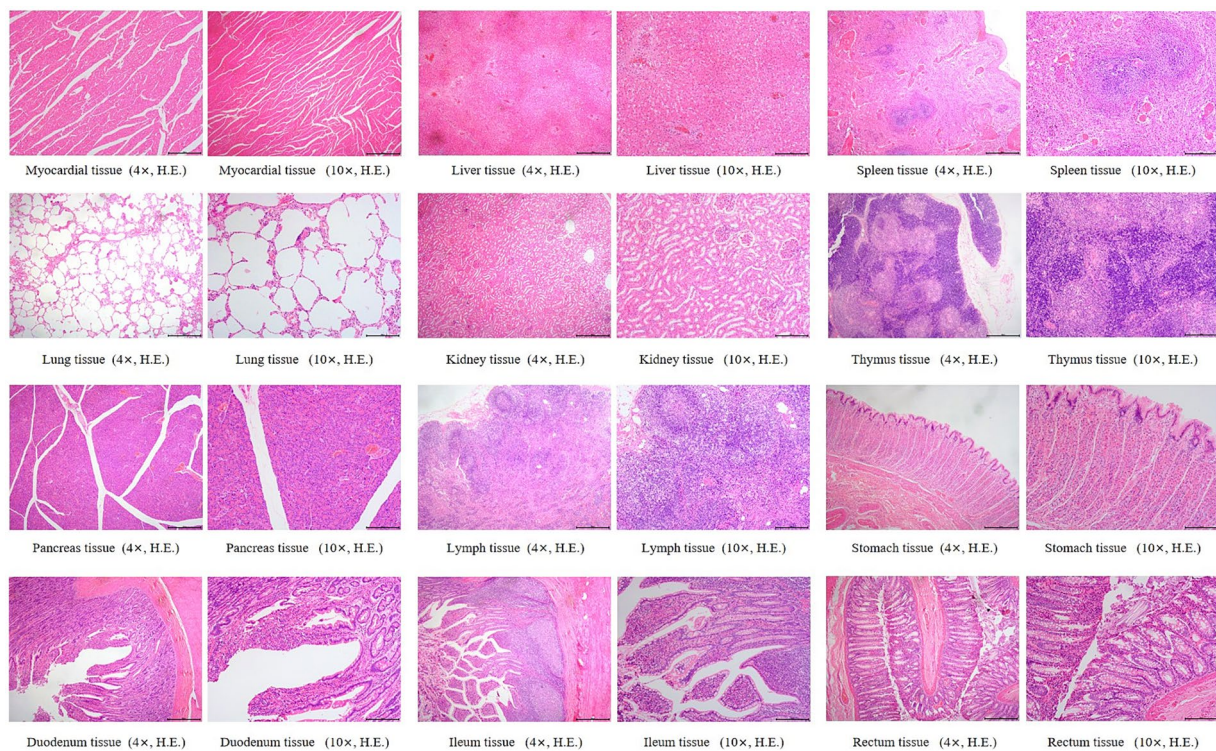 Myocardial tissue (4×, H.E.) Myocardial tissue (10×, H.E.) Liver tissue (4×, H.E.) Liver tissue (10×, H.E.) Spleen tissue (4×, H.E.) Spleen tissue (10×, H.E.)
Lung tissue (4×, H.E.) Lung tissue (10×, H.E.) Kidney tissue (4×, H.E.) Kidney tissue (10×, H.E.) Thymus tissue (4×, H.E.) Thymus tissue (10×, H.E.)
Pancreas tissue (4×, H.E.) Pancreas tissue (10×, H.E.) Lymph tissue (4×, H.E.) Lymph tissue (10×, H.E.) Stomach tissue (4×, H.E.) Stomach tissue (10×, H.E.)
Duodenum tissue (4×, H.E.) Duodenum tissue (10×, H.E.) Ileum tissue (4×, H.E.) Ileum tissue (10×, H.E.) Rectum tissue (4×, H.E.) Rectum tissue (10×, H.E.)